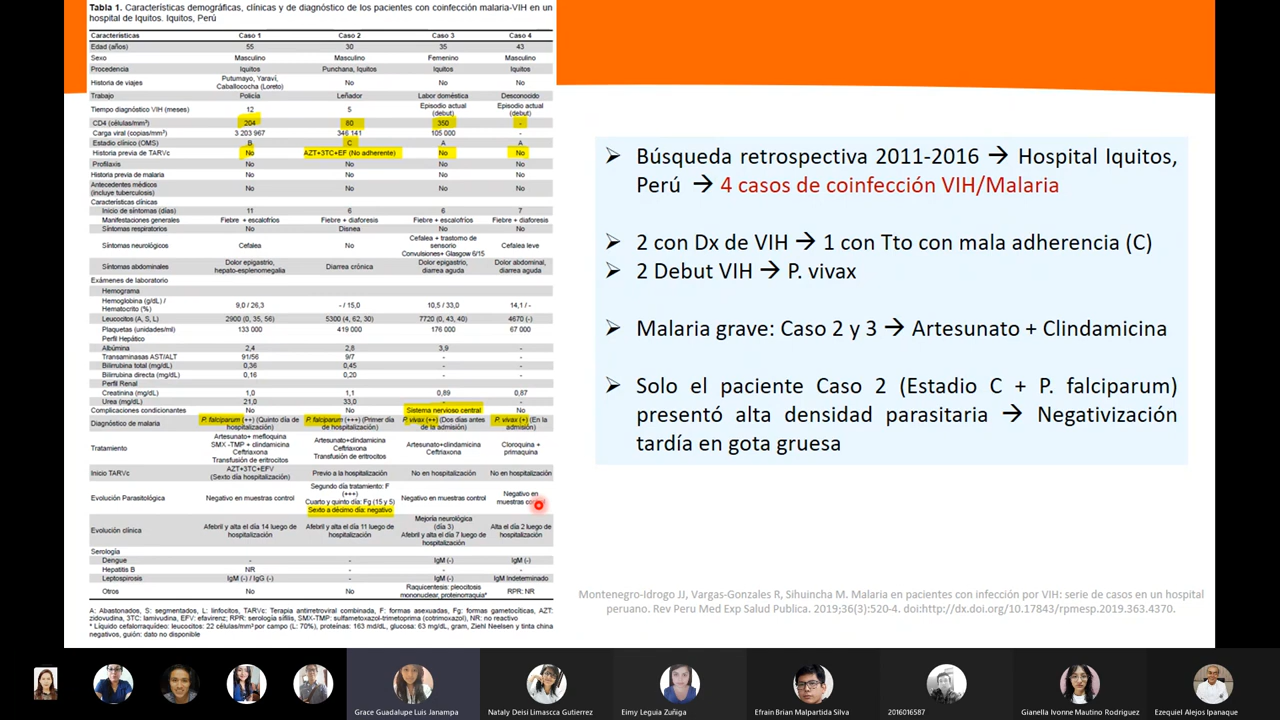 Tabla 1. Características demográficas, clínicas y de diagnóstico de los pacientes con coinfección malaria-VIH en un
hospital de Iquitos. Iquitos, Perú
Características Caso 1 Caso 2 Caso 3 Caso 4
Edad (años) 55 30 35 43
Sexo Masculino Masculino Femenino Masculino
Procedencia Iquitos Punchana, Iquitos Iquitos Iquitos
Historia de viajes Putumayo, Yaraví, Caballococha (Loreto) No No No
Trabajo Policía Leñador Labor doméstica Desconocido
Tiempo diagnóstico VIH (meses) 12 5 Episodio actual (debut) Episodio actual (debut)
CD4 (células/mm³) 204 80 350 -
Carga viral (copias/mm³) 3 203 967 346 141 105 000 -
Estadio clínico (OMS) B C A A
Historia previa de TARVc No AZT+3TC+EF (No adherente) No No
Profilaxis No No No No
Historia previa de malaria No No No No
Antecedentes médicos (incluye tuberculosis) No No No No
Características clínicas
Inicio de síntomas (días) 11 6 6 7
Manifestaciones generales Fiebre + escalofríos Fiebre + diaforesis Fiebre + escalofríos Fiebre + diaforesis
Síntomas respiratorios No Disnea No No
Síntomas neurológicos Cefalea No Cefalea + trastorno de sensorio Convulsiones+ Glasgow 6/15 Cefalea leve
Síntomas abdominales Dolor epigastrio, hepato-esplenomegalia Diarrea crónica Dolor epigastrio, diarrea aguda Dolor abdominal, diarrea aguda
Exámenes de laboratorio
Hemograma
Hemoglobina (g/dL) / Hematocrito (%) 9,0 / 26,3 - / 15,0 10,5 / 33,0 14,1 / -
Leucocitos (A, S, L) 2900 (0, 35, 56) 5300 (4, 62, 30) 7720 (0, 43, 40) 4670 (-)
Plaquetas (unidades/ml) 133 000 419 000 176 000 67 000
Perfil Hepático
Albúmina 2,4 2,8 3,9 -
Transaminasas AST/ALT 91/56 9/7 - -
Bilirrubina total (mg/dL) 0,36 0,45 - -
Bilirrubina directa (mg/dL) 0,16 0,20 - -
Perfil Renal
Creatinina (mg/dL) 1,0 1,1 0,89 0,87
Urea (mg/dL) 21,0 33,0 - -
Complicaciones condicionantes No No Sistema nervioso central No
Diagnóstico de malaria P. falciparum (++) (Quinto día de hospitalización) P. falciparum (+++) (Primer día de hospitalización) P. vivax (++) (Dos días antes de la admisión) P. vivax (+) (En la admisión)
Tratamiento Artesunato+ mefloquina SMX -TMP + clindamicina Ceftriaxona Transfusión de eritrocitos Artesunato+clindamicina Ceftriaxona Transfusión de eritrocitos Artesunato+clindamicina Ceftriaxona Cloroquina + primaquina
Inicio TARVc AZT+3TC+EFV (Sexto día hospitalización) Previo a la hospitalización No en hospitalización No en hospitalización
Evolución Parasitológica Negativo en muestras control Segundo día tratamiento: F (+++) Cuarto y quinto día: Fg (15 y 5) Sexto a décimo día: negativo Negativo en muestras control Negativo en muestras
Evolución clínica Afebril y alta el día 14 luego de hospitalización Afebril y alta el día 11 luego de hospitalización Mejoría neurológica (día 3) Afebril y alta el día 7 luego de hospitalización Alta el día 2 luego de hospitalización
Serología
Dengue - - IgM (-) IgM (-)
Hepatitis B NR - - -
Leptospirosis IgM (-) / IgG (-) - IgM (-) IgM Indeterminado
Otros No No Raquicentesis: pleocitosis mononuclear, proteinorraquia* RPR: NR
A: Abastonados, S: segmentados, L: linfocitos, TARVc: Terapia antirretroviral combinada, F: formas asexuadas, Fg: formas gametocíticas, AZT:
zidovudina, 3TC: lamivudina, EFV: efavirenz; RPR: serología sífilis, SMX-TMP: sulfametoxazol-trimetoprima (cotrimoxazol), NR: no reactivo
* Líquido cefalorraquídeo: leucocitos: 22 células/mm³por campo (L: 70%), proteínas: 163 md/dL, glucosa: 63 mg/dL, gram, Ziehl Neelsen y tinta china
negativos, guión: dato no disponible
➢ Búsqueda retrospectiva 2011-2016 → Hospital Iquitos,
Perú → 4 casos de coinfección VIH/Malaria
➢ 2 con Dx de VIH → 1 con Tto con mala adherencia (C)
➢ 2 Debut VIH → P. vivax
➢ Malaria grave: Caso 2 y 3 → Artesunato + Clindamicina
➢ Solo el paciente Caso 2 (Estadio C + P. falciparum)
presentó alta densidad parasitaria → Negativización
tardía en gota gruesa
Montenegro-Idrogo JJ, Vargas-Gonzales R, Sihuincha M. Malaria en pacientes con infección por VIH: serie de casos en un hospital
peruano. Rev Peru Med Exp Salud Publica. 2019;36(3):520-4. doi:http://dx.doi.org/10.17843/rpmesp.2019.363.4370.
Grace Guadalupe Luis Janampa
Nataly Deisi Limascca Gutierrez
Eimy Leguia Zuñiga
Efrain Brian Malpartida Silva
2016016587
Gianella Ivonne Mautino Rodriguez
Ezequiel Alejos Ipanaque